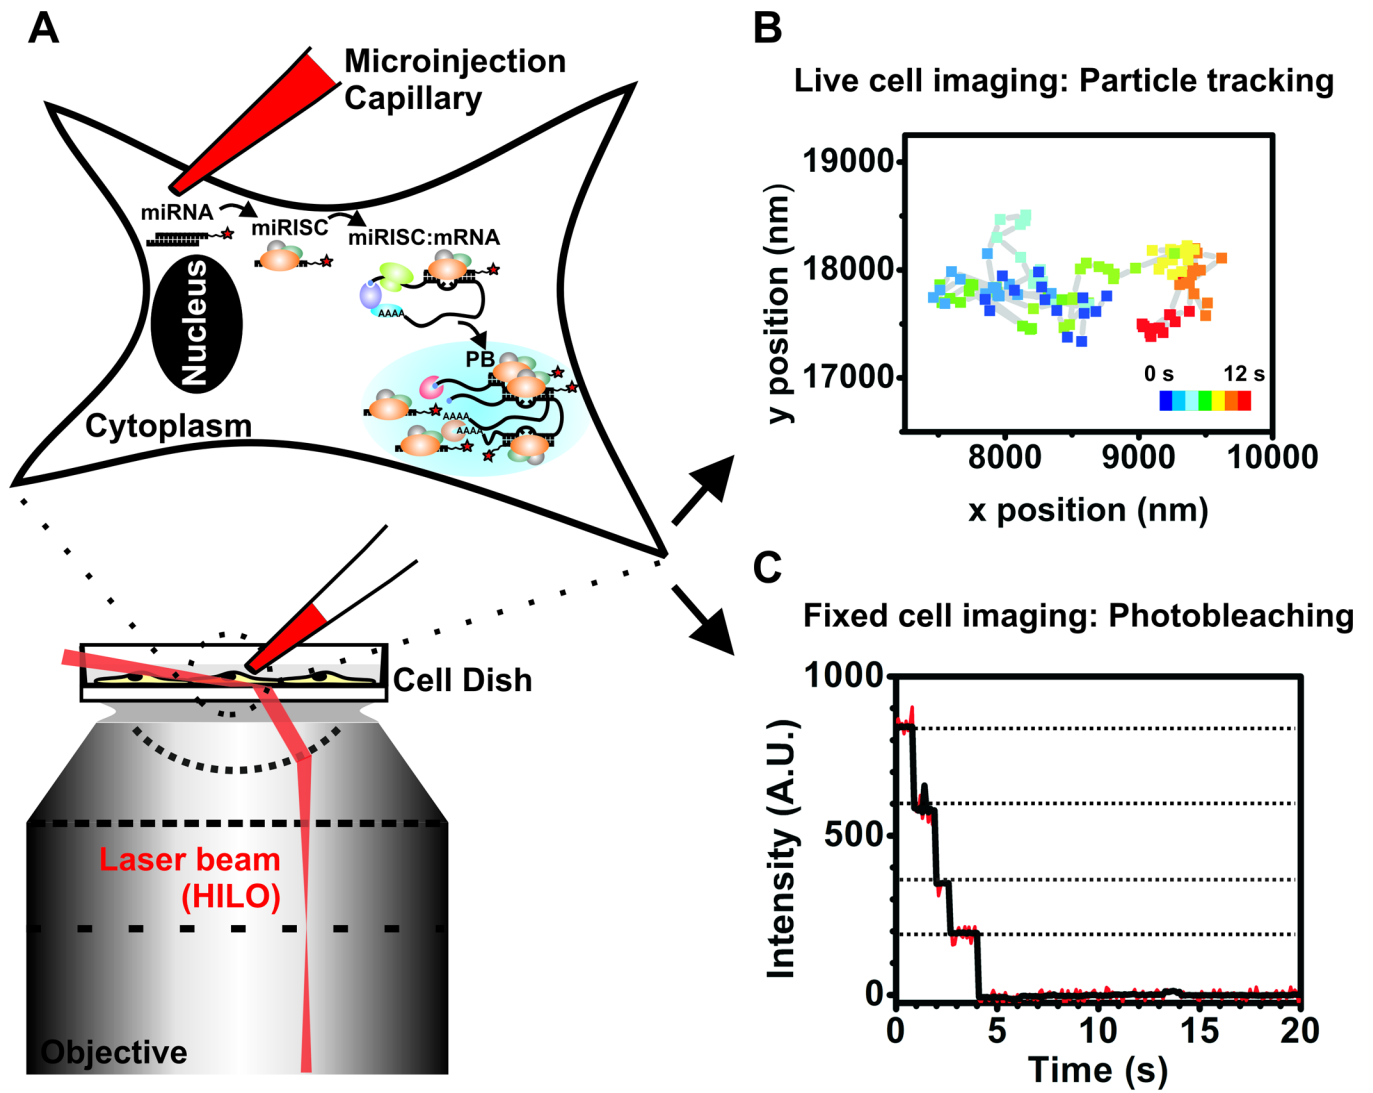 A
Microinjection
Capillary
miRNA
miRISC
miRISC:mRNA
AAAA
Nucleus
PB
AAAA
AAAA
Cytoplasm
Cell Dish
Laser beam
(HILO)
Objective
B
Live cell imaging: Particle tracking
19000
18000
17000
y position (nm)
0 s 12 s
8000 9000 10000
x position (nm)
C
Fixed cell imaging: Photobleaching
1000
500
0
Intensity (A.U.)
0 5 10 15 20
Time (s)